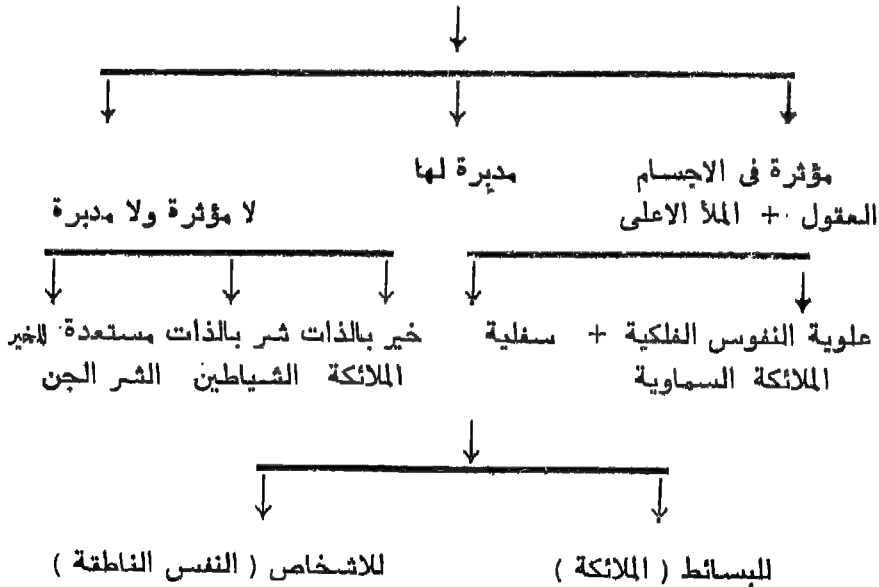 مؤثرة فى الاجسام
مدبرة لها
العقول + الملأ الاعلى
لا مؤثرة ولا مدبرة
علوية النفوس الفلكية + سفلية
الملائكة السماوية
خير بالذات شر بالذات مستعدة للخير
الملائكة الشياطين الشر الجن
للبسائط ( الملائكة )
للاشخاص ( النفس الناطقة )